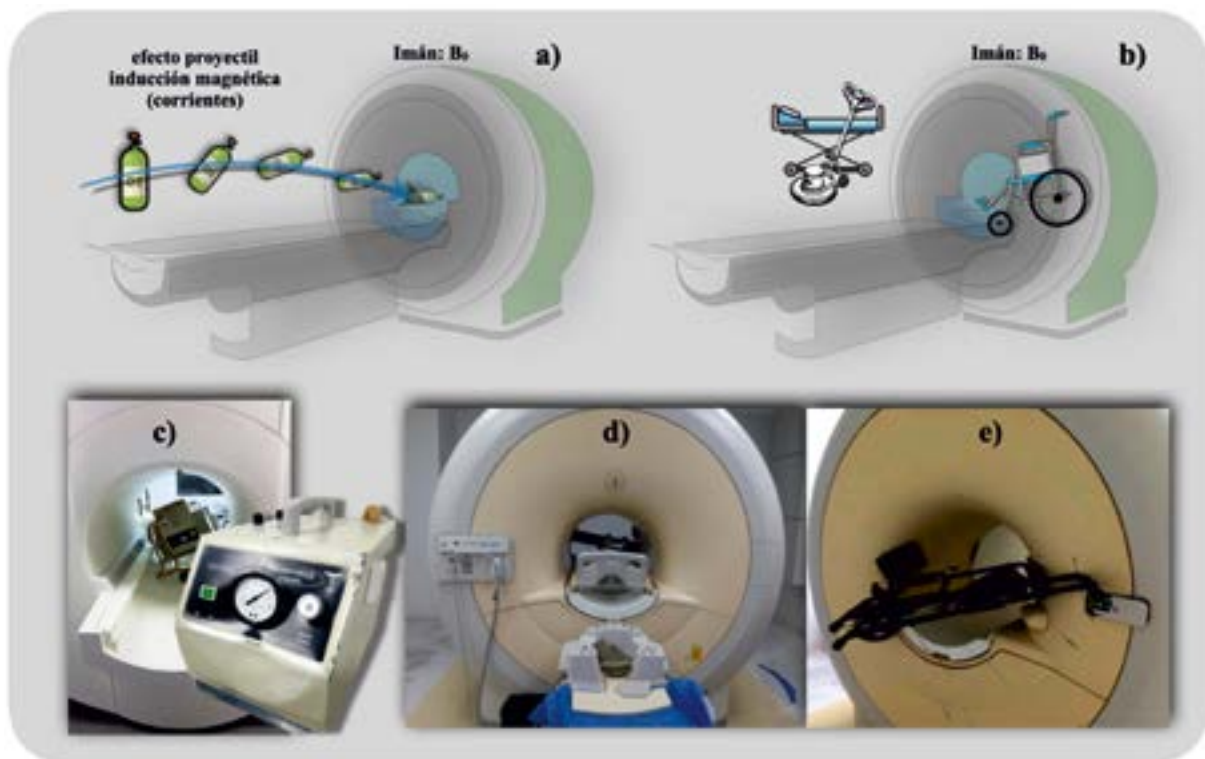 efecto proyectil
inducción magnética
(corrientes)
Imán: B₀
a)
Imán: B₀
b)
c)
d)
e)